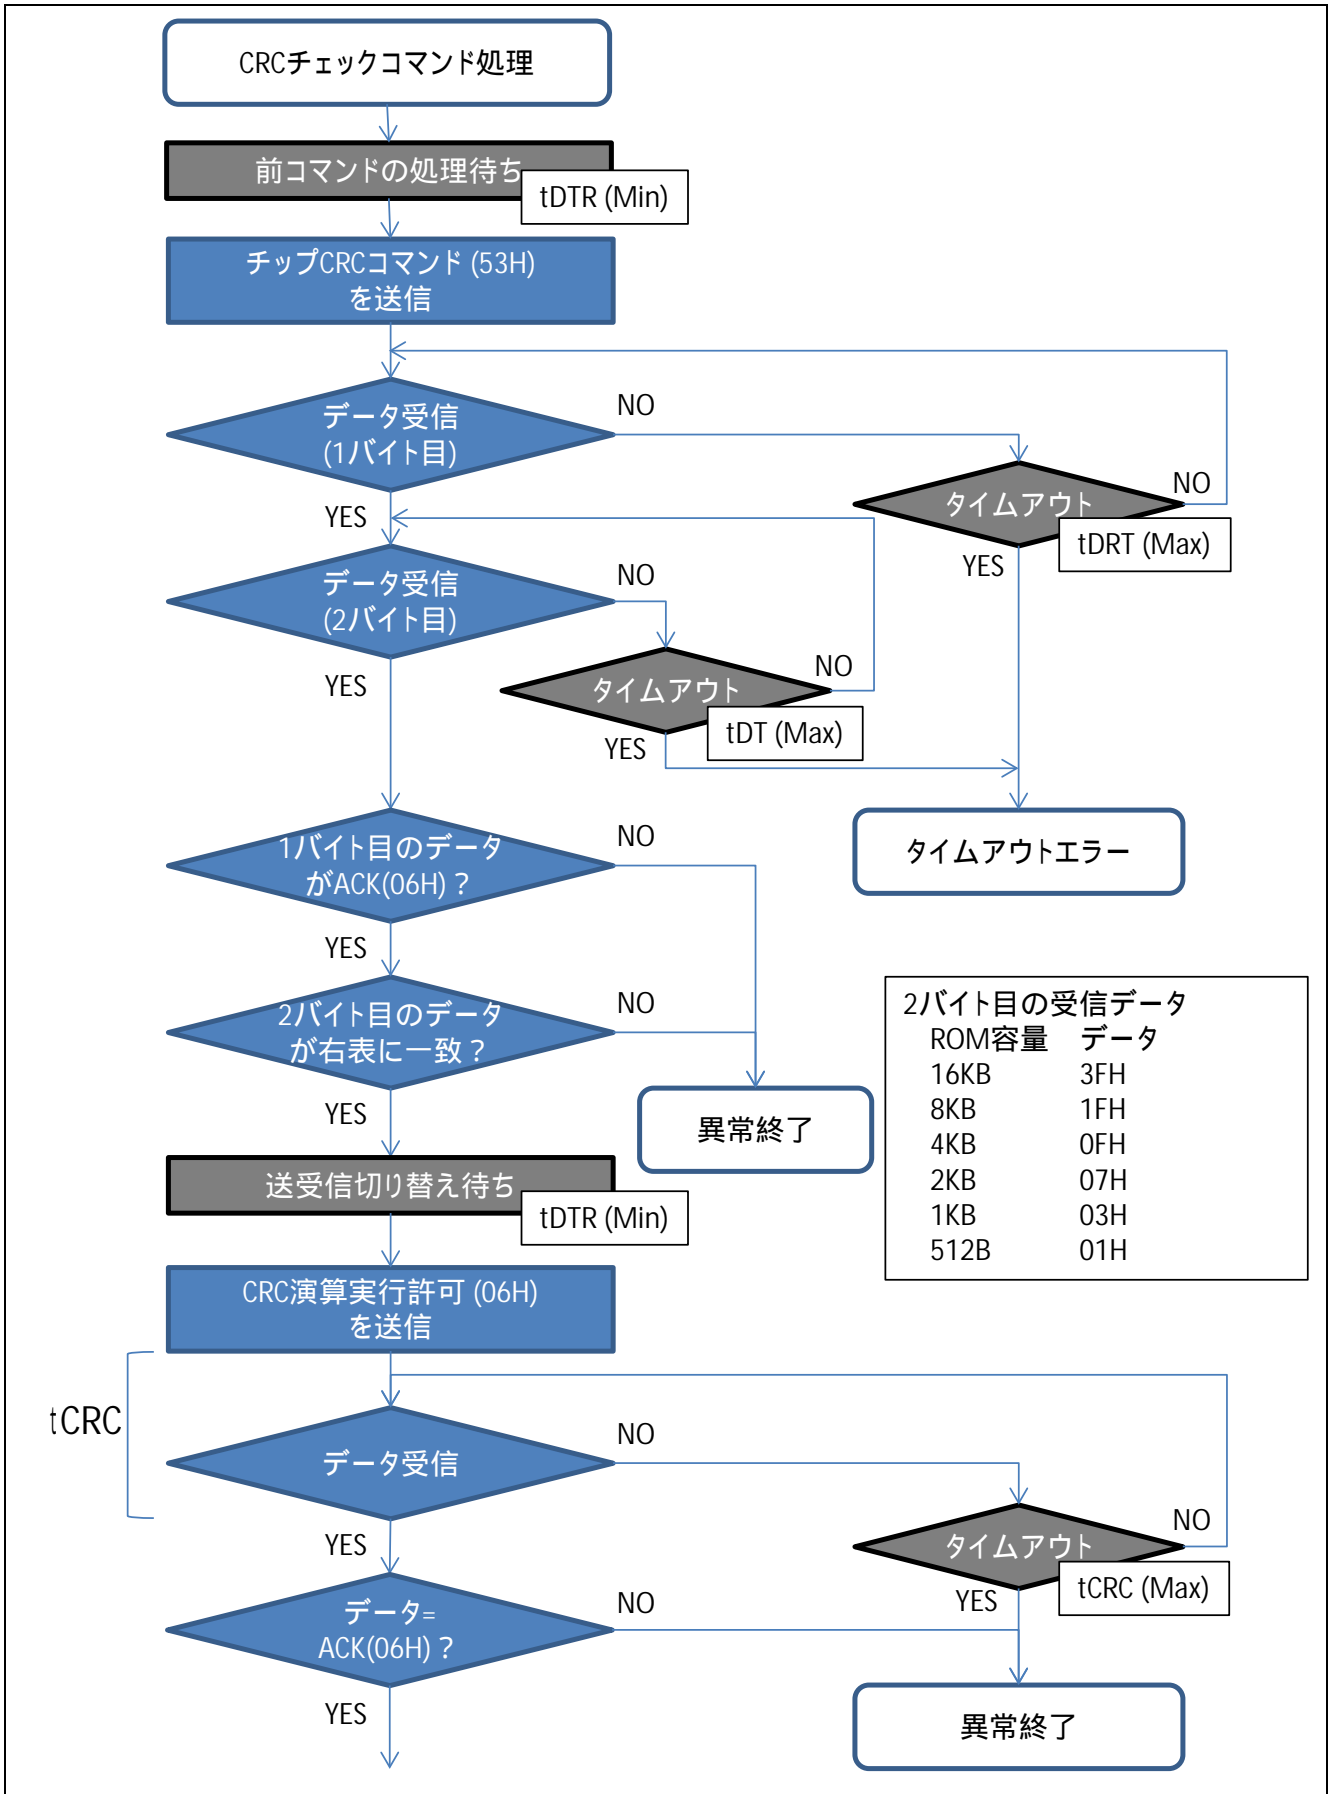 CRCチェックコマンド処理
前コマンドの処理待ち
tDTR (Min)
チップCRCコマンド (53H)
を送信
データ受信
(1バイト目)
NO
タイムアウト
NO
tDRT (Max)
YES
YES
データ受信
(2バイト目)
NO
タイムアウト
NO
tDT (Max)
YES
YES
タイムアウトエラー
1バイト目のデータ
がACK(06H)？
NO
YES
2バイト目のデータ
が右表に一致？
NO
YES
異常終了
2バイト目の受信データ
ROM容量 データ
16KB 3FH
8KB 1FH
4KB 0FH
2KB 07H
1KB 03H
512B 01H
送受信切り替え待ち
tDTR (Min)
CRC演算実行許可 (06H)
を送信
tCRC
データ受信
NO
タイムアウト
NO
tCRC (Max)
YES
YES
データ=
ACK(06H)？
NO
YES
異常終了